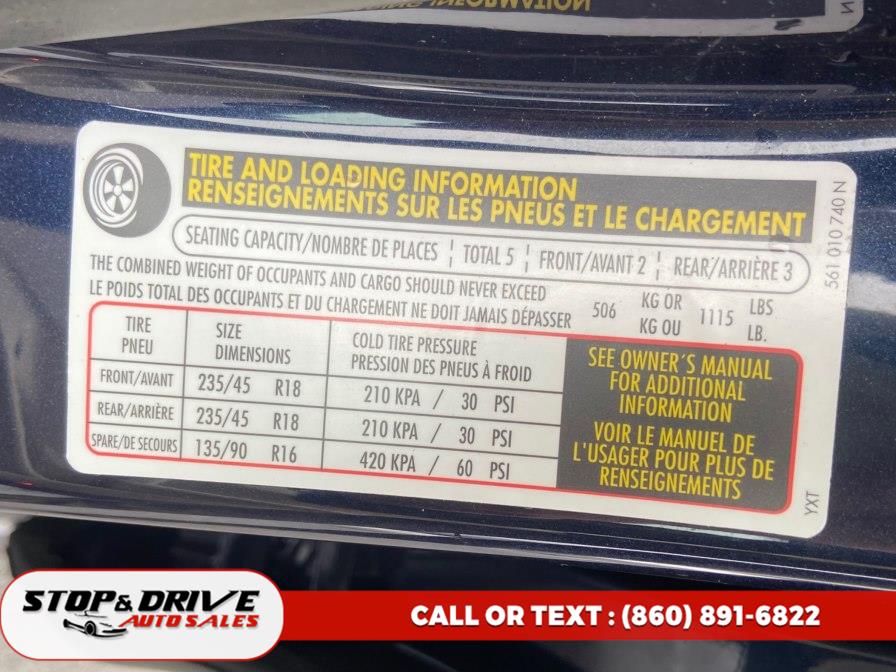 INFORMATION
TIRE AND LOADING INFORMATION
RENSEIGNEMENTS SUR LES PNEUS ET LE CHARGEMENT
561 010 740 N
SEATING CAPACITY/NOMBRE DE PLACES ¦ TOTAL 5 ¦ FRONT/AVANT 2 ¦ REAR/ARRIÈRE 3
THE COMBINED WEIGHT OF OCCUPANTS AND CARGO SHOULD NEVER EXCEED
LE POIDS TOTAL DES OCCUPANTS ET DU CHARGEMENT NE DOIT JAMAIS DÉPASSER
506 KG OR 1115 LBS
KG OU LB.
TIRE SIZE COLD TIRE PRESSURE
PNEU DIMENSIONS PRESSION DES PNEUS À FROID
FRONT/AVANT 235/45 R18 210 KPA / 30 PSI
REAR/ARRIÈRE 235/45 R18 210 KPA / 30 PSI
SPARE/DE SECOURS 135/90 R16 420 KPA / 60 PSI
SEE OWNER'S MANUAL
FOR ADDITIONAL
INFORMATION
VOIR LE MANUEL DE
L'USAGER POUR PLUS DE
RENSEIGNEMENTS
YXT
STOP & DRIVE
AUTO SALES
CALL OR TEXT : (860) 891-6822